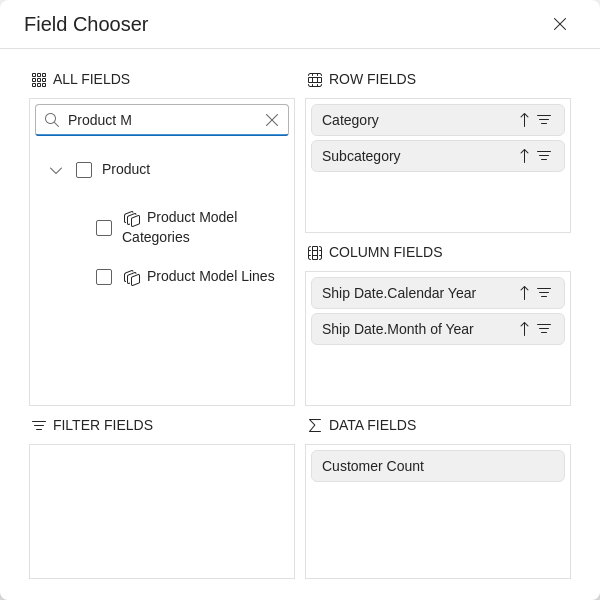 Field Chooser
ALL FIELDS
Product M
Product
Product Model
Categories
Product Model Lines
ROW FIELDS
Category
Subcategory
COLUMN FIELDS
Ship Date.Calendar Year
Ship Date.Month of Year
FILTER FIELDS
DATA FIELDS
Customer Count